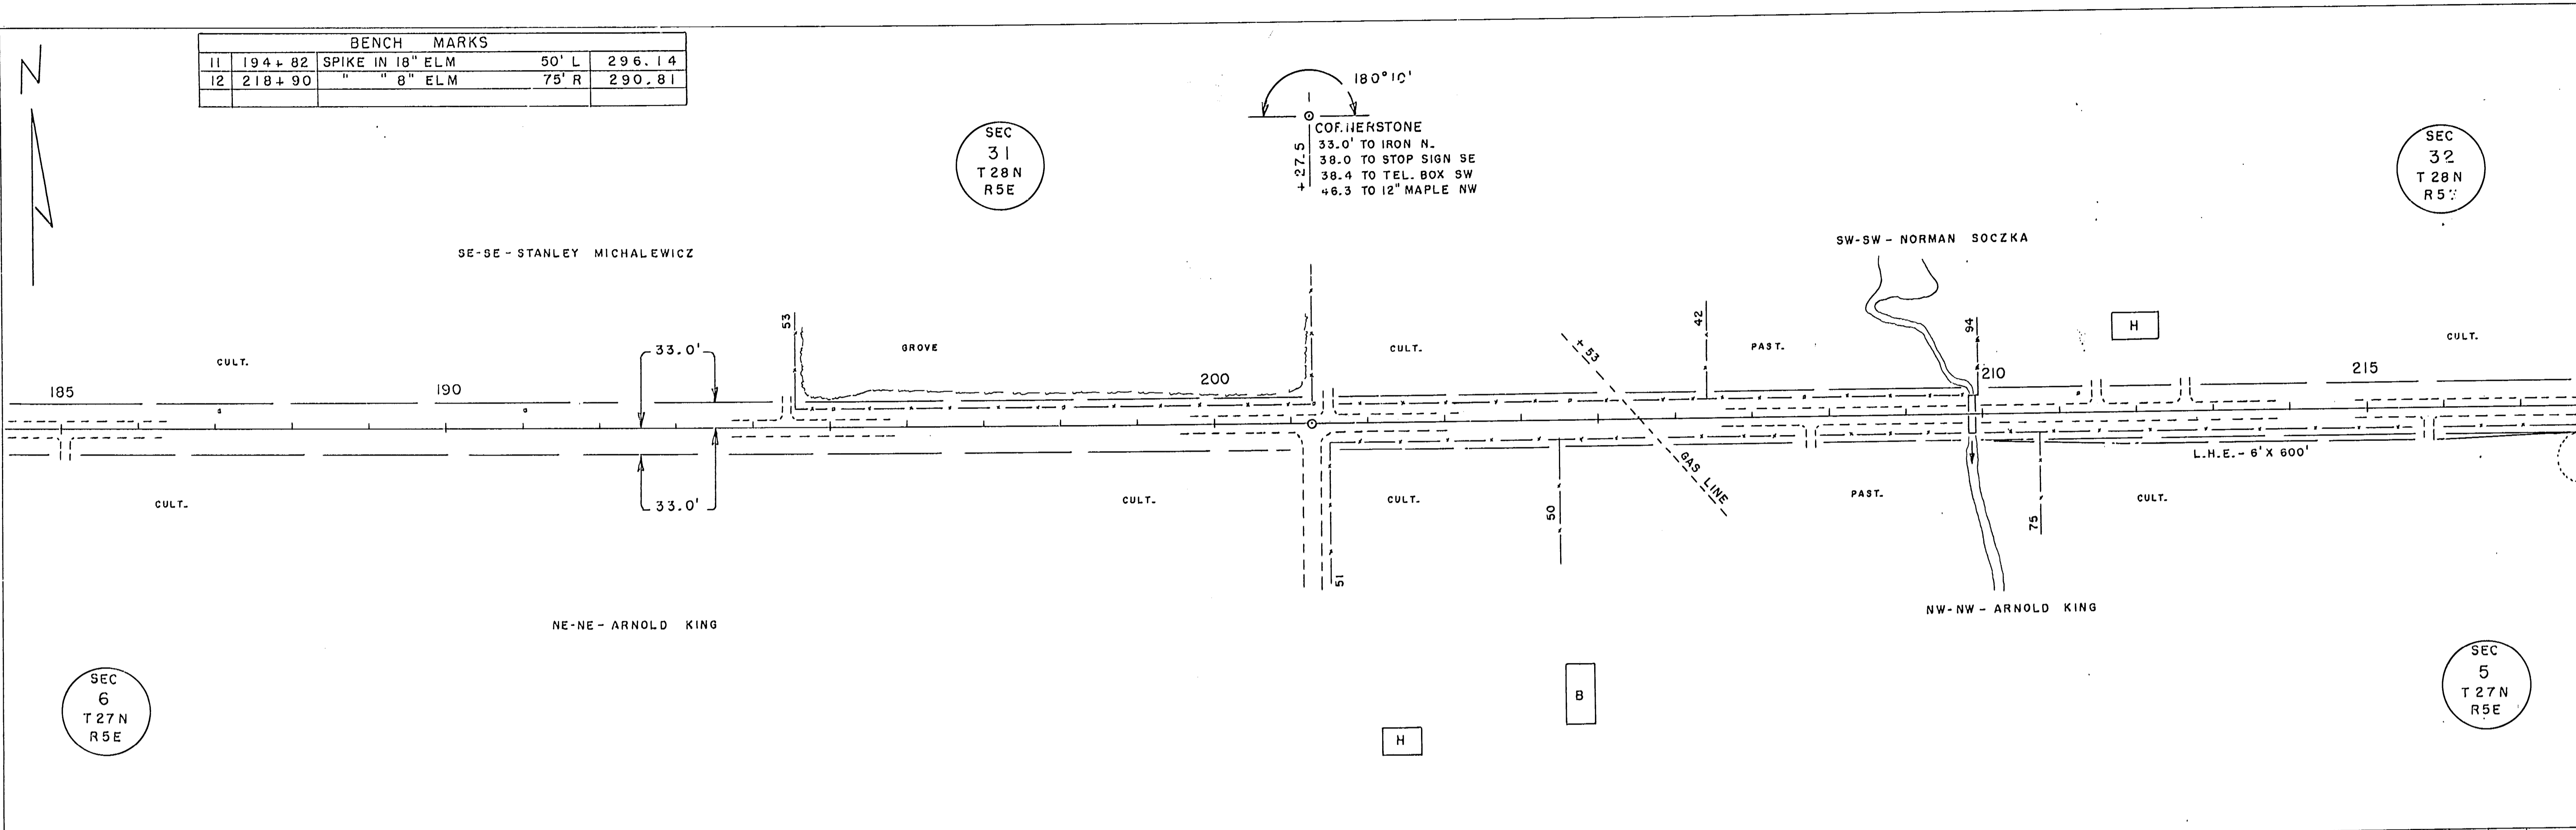 BENCH MARKS
11 194+82 SPIKE IN 18" ELM 50' L 296.14
12 218+90 " " 8" ELM 75' R 290.81
N
180°10'
CORNERSTONE
33.0' TO IRON N.
38.0 TO STOP SIGN SE
38.4 TO TEL. BOX SW
46.3 TO 12" MAPLE NW
+27.5
SEC
31
T28N
R5E
SEC
32
T28N
SE-SE-STANLEY MICHALEWICZ
SW-SW-NORMAN SOCZKA
53
42
94
H
CULT.
33.0'
GROVE
CULT.
+53
PAST.
CULT.
185
190
200
210
215
GAS LINE
L.H.E.-6'X 600'
CULT.
33.0'
CULT.
CULT.
50
PAST.
75
CULT.
51
NE-NE-ARNOLD KING
NW-NW-ARNOLD KING
SEC
6
T27N
R5E
B
H
SEC
5
T27N
R5E